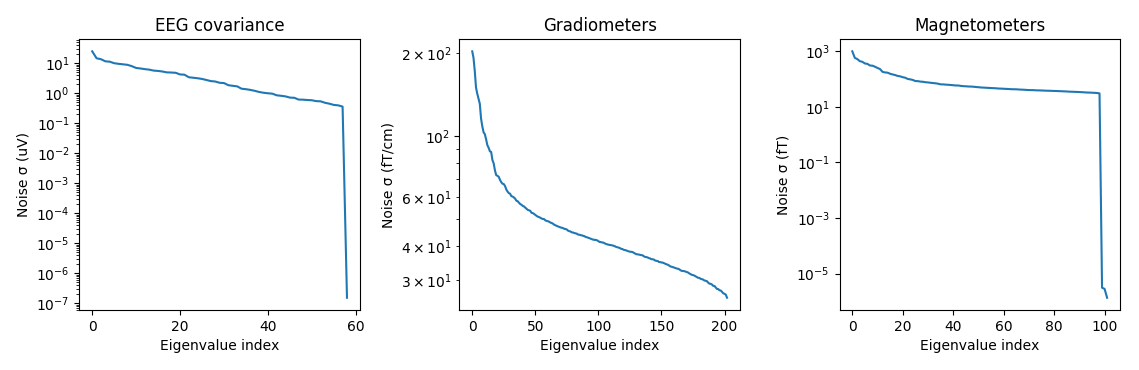 EEG covariance
Noise σ (uV)
10¹
10⁰
10⁻¹
10⁻²
10⁻³
10⁻⁴
10⁻⁵
10⁻⁶
10⁻⁷
0 20 40 60
Eigenvalue index
Gradiometers
Noise σ (fT/cm)
2 × 10²
10²
6 × 10¹
4 × 10¹
3 × 10¹
0 50 100 150 200
Eigenvalue index
Magnetometers
Noise σ (fT)
10³
10¹
10⁻¹
10⁻³
10⁻⁵
0 20 40 60 80 100
Eigenvalue index